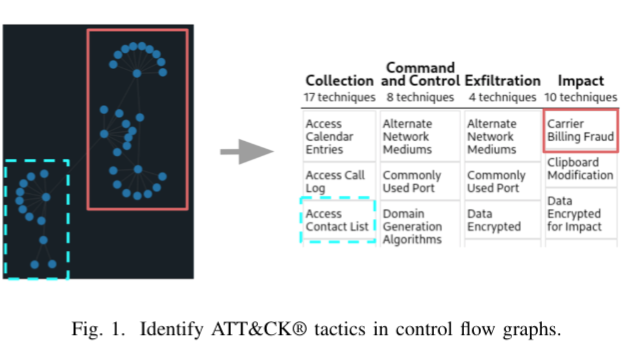 Collection
17 techniques
Access
Calendar
Entries
Access Call
Log
Access
Contact List
Command
and Control
8 techniques
Alternate
Network
Mediums
Commonly
Used Port
Domain
Generation
Algorithms
Exfiltration
4 techniques
Alternate
Network
Mediums
Commonly
Used Port
Data
Encrypted
Impact
10 techniques
Carrier
Billing Fraud
Clipboard
Modification
Data
Encrypted
for Impact
Fig. 1. Identify ATT&CK® tactics in control flow graphs.